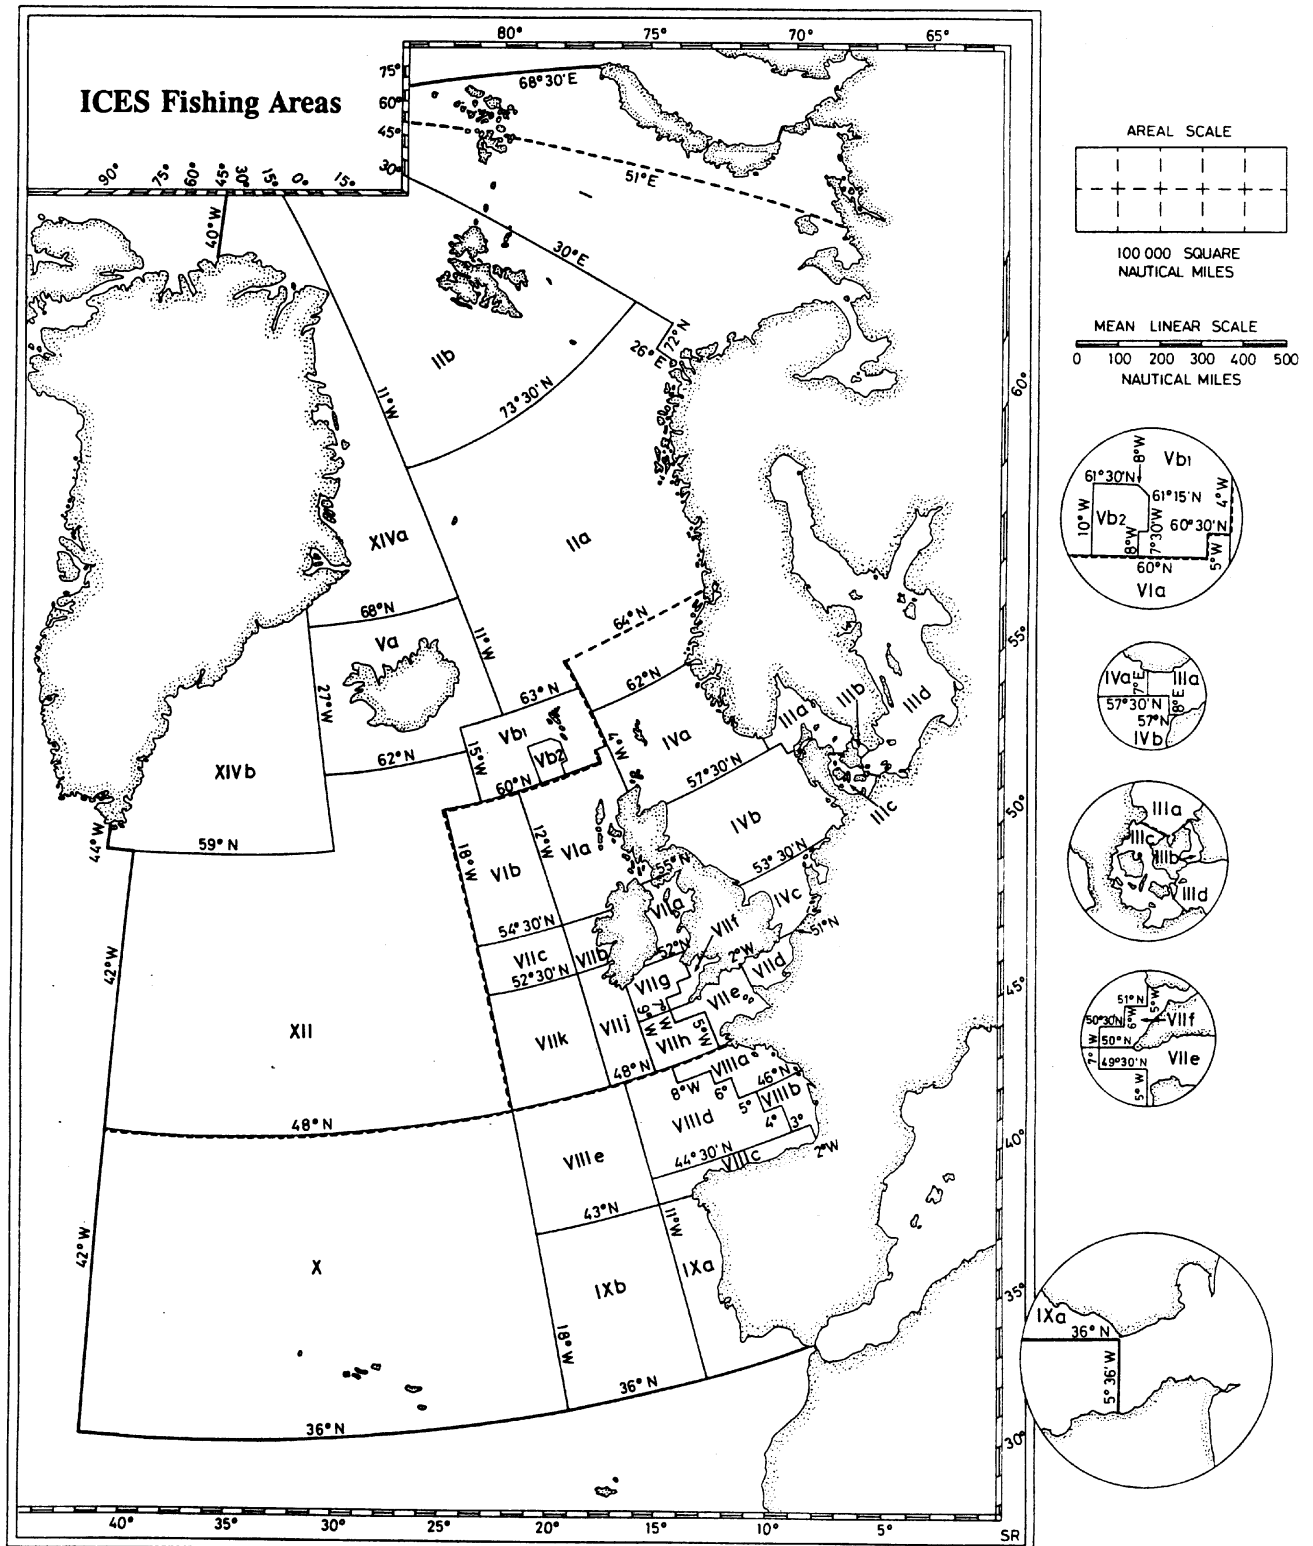 80°
75°
70°
65°
ICES Fishing Areas
75°
60°
45°
30°
90°
75°
60°
45°
30°
15°
0°
15°
68°30'E
51°E
30°E
40°W
IIb
11°W
73°30'N
26°E
72°N
60°
XIVa
IIa
68°N
Va
11°W
64°N
55°
27°W
63°N
62°N
IIIa
IIIb
IIId
XIVb
62°N
15°W
Vb1
Vb2
4°W
IVa
60°N
57°30'N
IIIc
50°
44°W
59°N
18°W
VIb
12°W
VIa
IVb
55°N
53°30'N
VIIa
IVc
54°30'N
VIIf
51°N
VIIc
VIIb
52°N
2°W
VIId
52°30'N
VIIg
VIIe
45°
42°W
XII
VIIk
VIIj
9°W
7°W
5°W
VIIh
48°N
VIIIa
8°W
6°
46°N
VIIIb
5°
4°
3°
48°N
VIIId
40°
44°30'N
VIIIc
2°W
VIIIe
43°N
11°W
42°W
X
IXb
IXa
35°
18°W
36°N
36°N
30°
40°
30°
25°
20°
15°
10°
5°
SR
AREAL SCALE
100 000 SQUARE
NAUTICAL MILES
MEAN LINEAR SCALE
0 100 200 300 400 500
NAUTICAL MILES
8°W
Vb1
61°30'N
61°15'N
4°W
10°W
Vb2
7°30'W
60°30'N
8°W
5°W
60°N
VIa
IVa
7°E
IIIa
57°30'N
8°E
57°N
IVb
IIIa
IIIc
IIIb
IIId
51°N
5°W
50°30'N
6°W
VIIf
7°W
50°N
49°30'N
VIIe
5°W
IXa
36°N
5°36'W